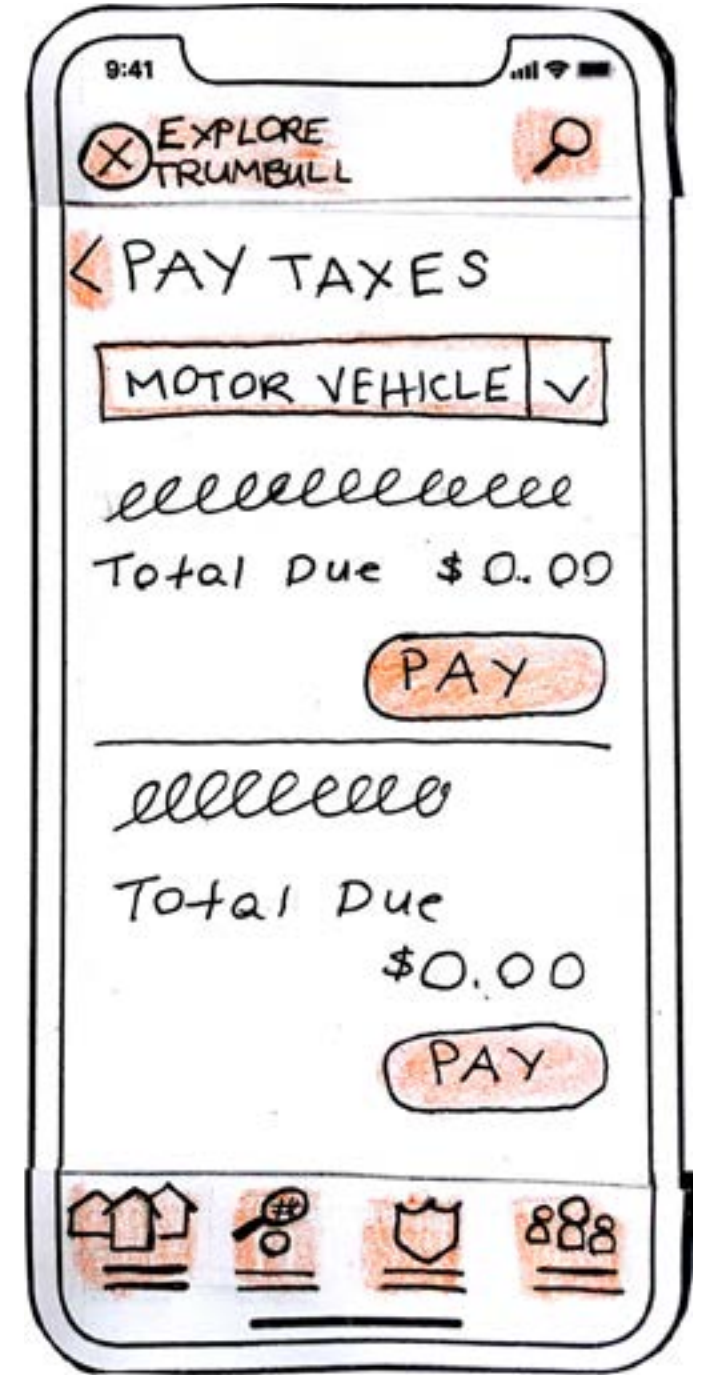 9:41
EXPLORE
TRUMBULL
< PAY TAXES
MOTOR VEHICLE
Total Due $0.00
PAY
Total Due
$0.00
PAY